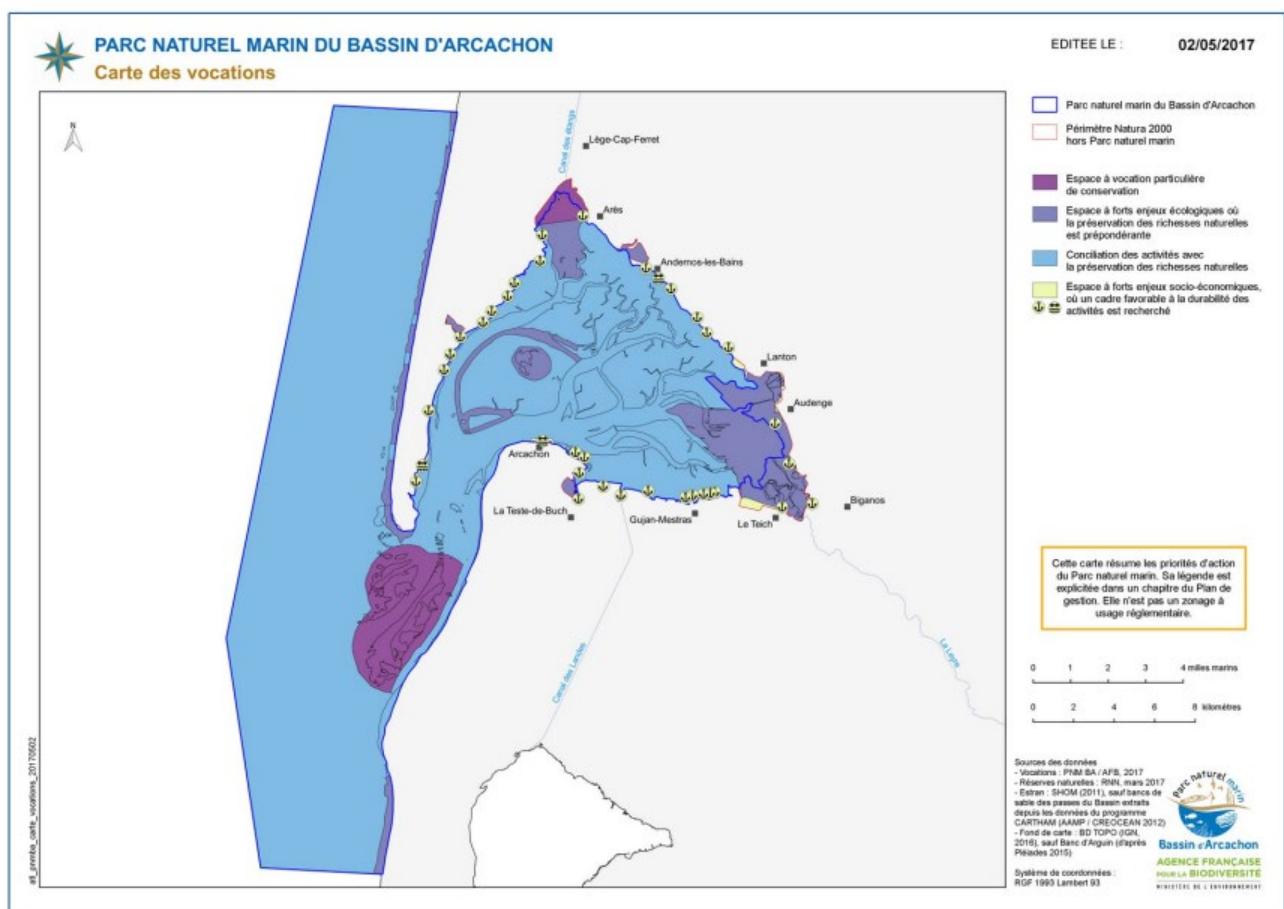 PARC NATUREL MARIN DU BASSIN D'ARCACHON
Carte des vocations
EDITEE LE : 02/05/2017
N
Canal des étangs
Lège-Cap-Ferret
Arès
Andernos-les-Bains
Lanton
Audenge
Arcachon
La Teste-de-Buch
Gujan-Mestras
Le Teich
Biganos
Canal des Landes
La Leyre
Parc naturel marin du Bassin d'Arcachon
Périmètre Natura 2000
hors Parc naturel marin
Espace à vocation particulière
de conservation
Espace à forts enjeux écologiques où
la préservation des richesses naturelles
est prépondérante
Conciliation des activités avec
la préservation des richesses naturelles
Espace à forts enjeux socio-économiques,
où un cadre favorable à la durabilité des
activités est recherché
Cette carte résume les priorités d'action
du Parc naturel marin. Sa légende est
explicitée dans un chapitre du Plan de
gestion. Elle n'est pas un zonage à
usage réglementaire.
0 1 2 3 4 milles marins
0 2 4 6 8 kilomètres
Sources des données
- Vocations : PNM BA / AFB, 2017
- Réserves naturelles : RNN, mars 2017
- Estran : SHOM (2011), sauf bancs de
sable des passes du Bassin extraits
depuis les données du programme
CARTHAM (AAMP / CREOCEAN 2012)
- Fond de carte : BD TOPO (IGN,
2016), sauf Banc d'Arguin (d'après
Pléiades 2015)
Système de coordonnées :
RGF 1993 Lambert 93
Parc naturel marin
Bassin d'Arcachon
AGENCE FRANÇAISE
POUR LA BIODIVERSITÉ
MINISTÈRE DE L'ENVIRONNEMENT